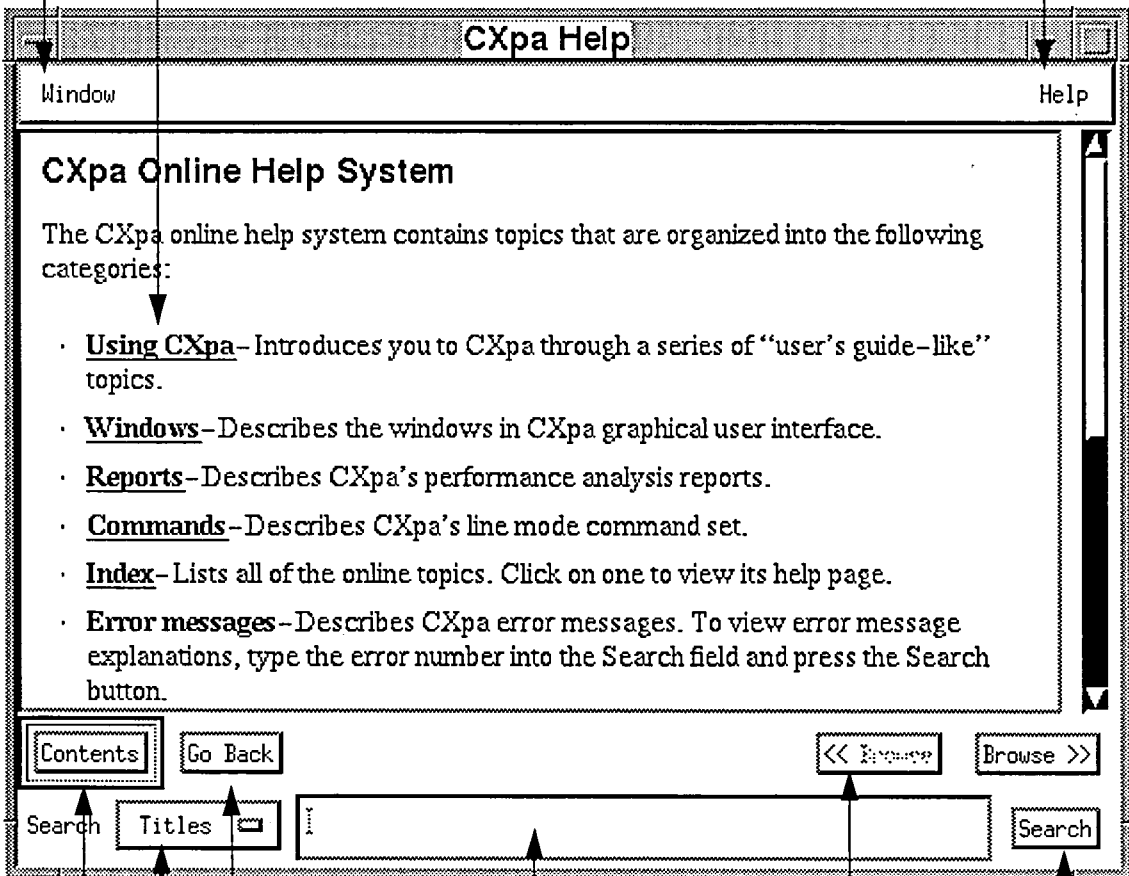 CXpa Help
Window Help
CXpa Online Help System
The CXpa online help system contains topics that are organized into the following
categories:
· Using CXpa–Introduces you to CXpa through a series of “user’s guide–like”
topics.
· Windows–Describes the windows in CXpa graphical user interface.
· Reports–Describes CXpa’s performance analysis reports.
· Commands–Describes CXpa’s line mode command set.
· Index–Lists all of the online topics. Click on one to view its help page.
· Error messages–Describes CXpa error messages. To view error message
explanations, type the error number into the Search field and press the Search
button.
Contents Go Back << Browse Browse >>
Search Titles Search